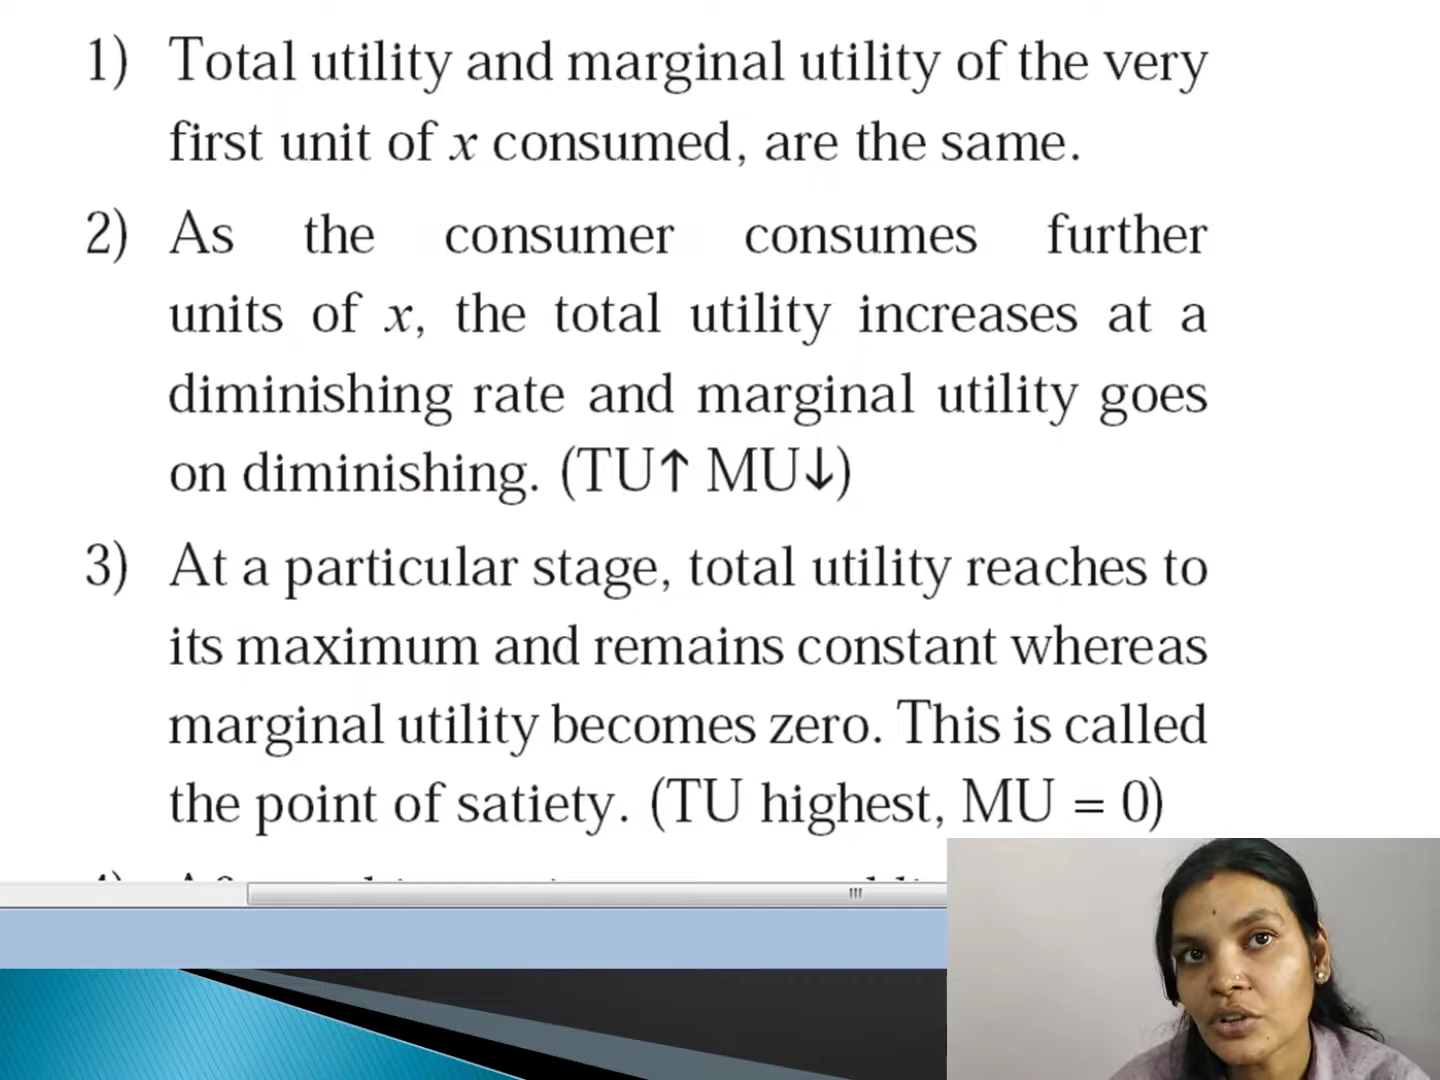 1) Total utility and marginal utility of the very
first unit of x consumed, are the same.
2) As the consumer consumes further
units of x, the total utility increases at a
diminishing rate and marginal utility goes
on diminishing. (TU↑ MU↓)
3) At a particular stage, total utility reaches to
its maximum and remains constant whereas
marginal utility becomes zero. This is called
the point of satiety. (TU highest, MU = 0)